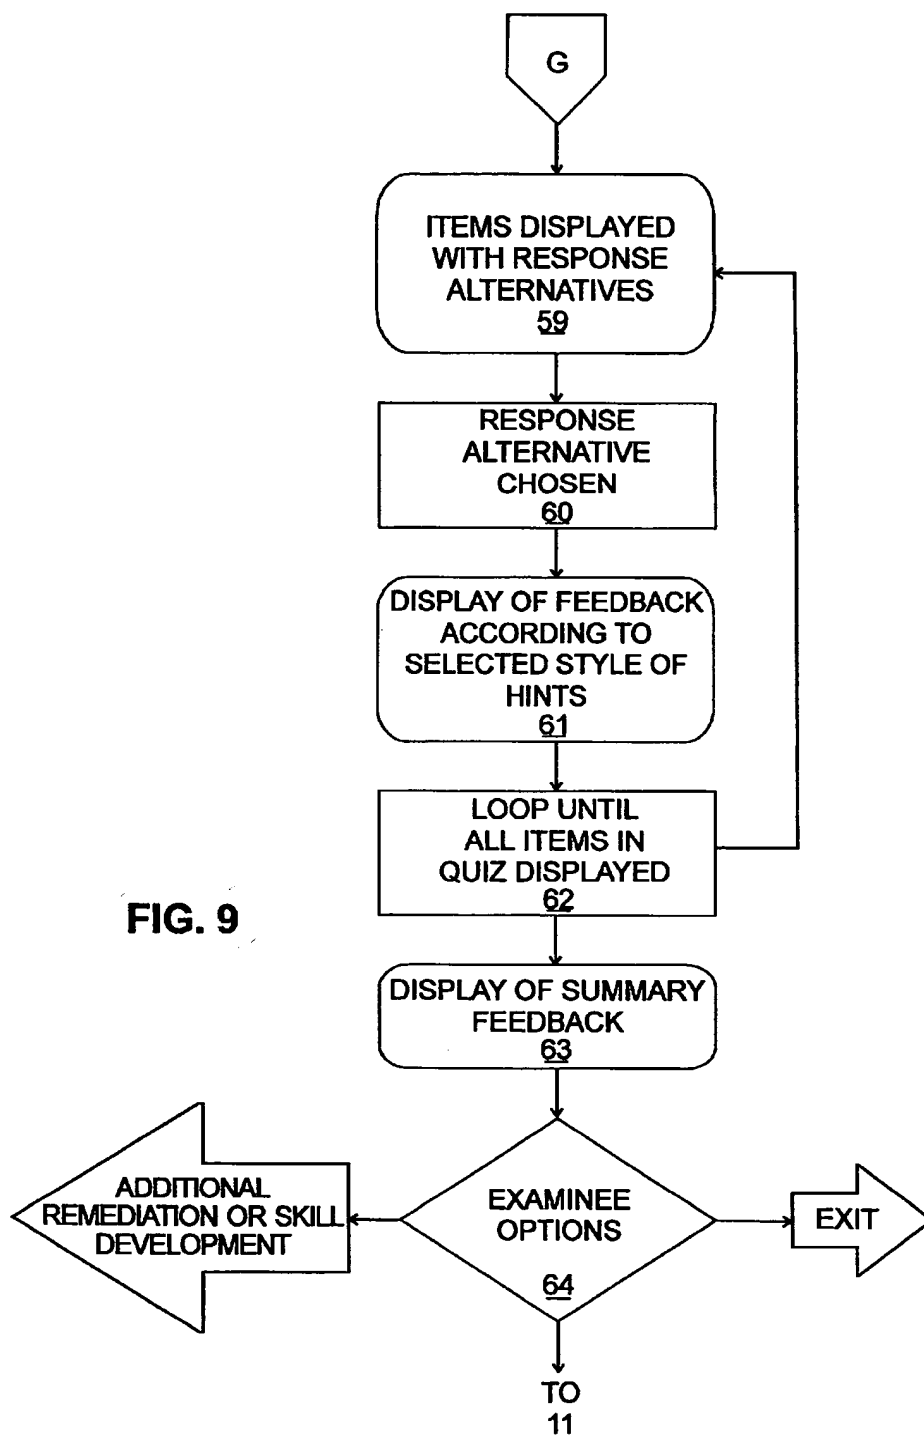 G
ITEMS DISPLAYED
WITH RESPONSE
ALTERNATIVES
59
RESPONSE
ALTERNATIVE
CHOSEN
60
DISPLAY OF FEEDBACK
ACCORDING TO
SELECTED STYLE OF
HINTS
61
LOOP UNTIL
ALL ITEMS IN
QUIZ DISPLAYED
62
FIG. 9
DISPLAY OF SUMMARY
FEEDBACK
63
ADDITIONAL
REMEDIATION OR SKILL
DEVELOPMENT
EXAMINEE
OPTIONS
64
EXIT
TO
11